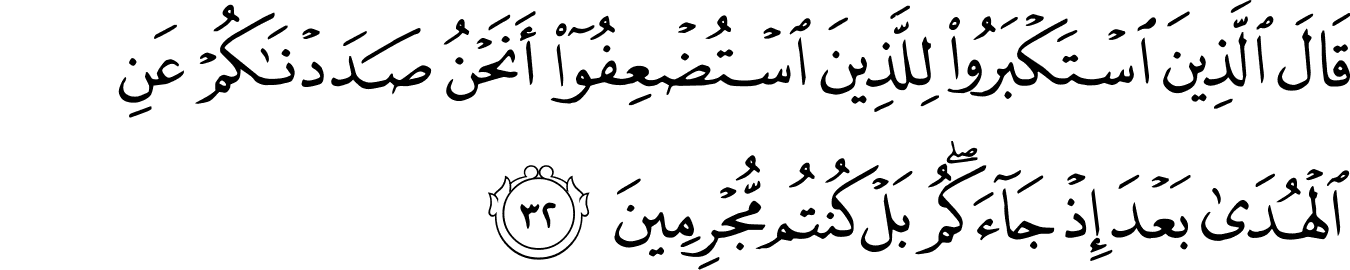 قَالَ ٱلَّذِينَ ٱسْتَكْبَرُوا۟ لِلَّذِينَ ٱسْتُضْعِفُوٓا۟ أَنَحْنُ صَدَدْنَـٰكُمْ عَنِ
ٱلْهُدَىٰ بَعْدَ إِذْ جَآءَكُم ۖ بَلْ كُنتُم مُّجْرِمِينَ ٣٢